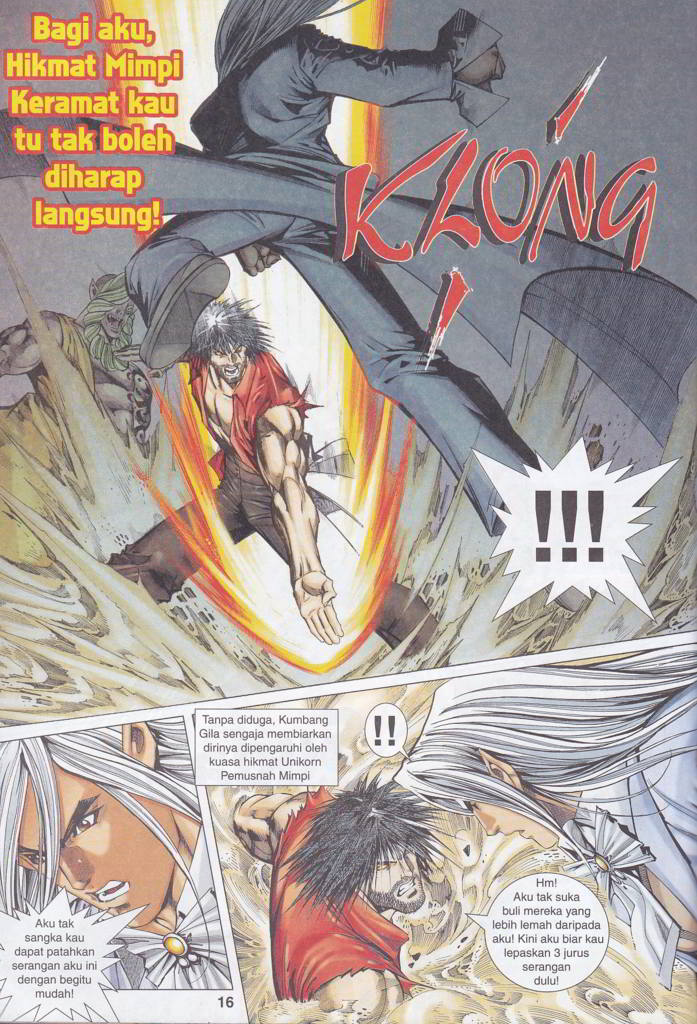 Bagi aku,
Hikmat Mimpi
Keramat kau
tu tak boleh
diharap
langsung!
KLONG
!!!
Tanpa diduga, Kumbang
Gila sengaja membiarkan
dirinya dipengaruhi oleh
kuasa hikmat Unikorn
Pemusnah Mimpi
!!
Aku tak
sangka kau
dapat patahkan
serangan aku ini
dengan begitu
mudah!
Hm!
Aku tak suka
buli mereka yang
lebih lemah daripada
aku! Kini aku biar kau
lepaskan 3 jurus
serangan
dulu!
16